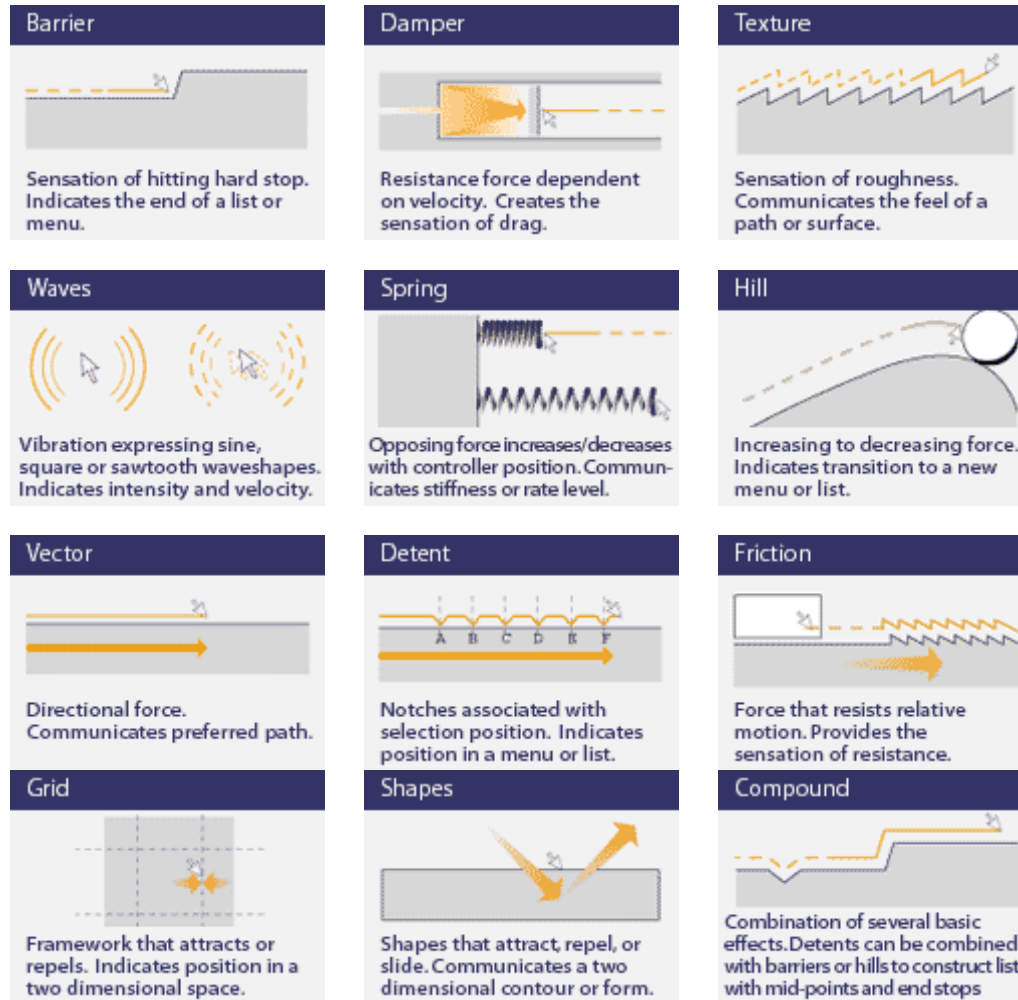 Barrier
Sensation of hitting hard stop.
Indicates the end of a list or
menu.
Damper
Resistance force dependent
on velocity. Creates the
sensation of drag.
Texture
Sensation of roughness.
Communicates the feel of a
path or surface.
Waves
Vibration expressing sine,
square or sawtooth waveshapes.
Indicates intensity and velocity.
Spring
Opposing force increases/decreases
with controller position. Commun-
icates stiffness or rate level.
Hill
Increasing to decreasing force.
Indicates transition to a new
menu or list.
Vector
Directional force.
Communicates preferred path.
Detent
A B C D E F
Notches associated with
selection position. Indicates
position in a menu or list.
Friction
Force that resists relative
motion. Provides the
sensation of resistance.
Grid
Framework that attracts or
repels. Indicates position in a
two dimensional space.
Shapes
Shapes that attract, repel, or
slide. Communicates a two
dimensional contour or form.
Compound
Combination of several basic
effects. Detents can be combined
with barriers or hills to construct list
with mid-points and end stops